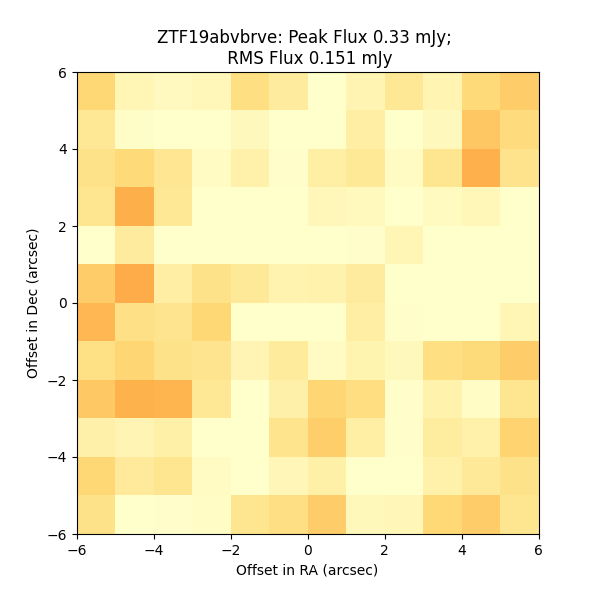 ZTF19abvbrve: Peak Flux 0.33 mJy;
RMS Flux 0.151 mJy
6
4
2
0
−2
−4
−6
Offset in Dec (arcsec)
−6 −4 −2 0 2 4 6
Offset in RA (arcsec)